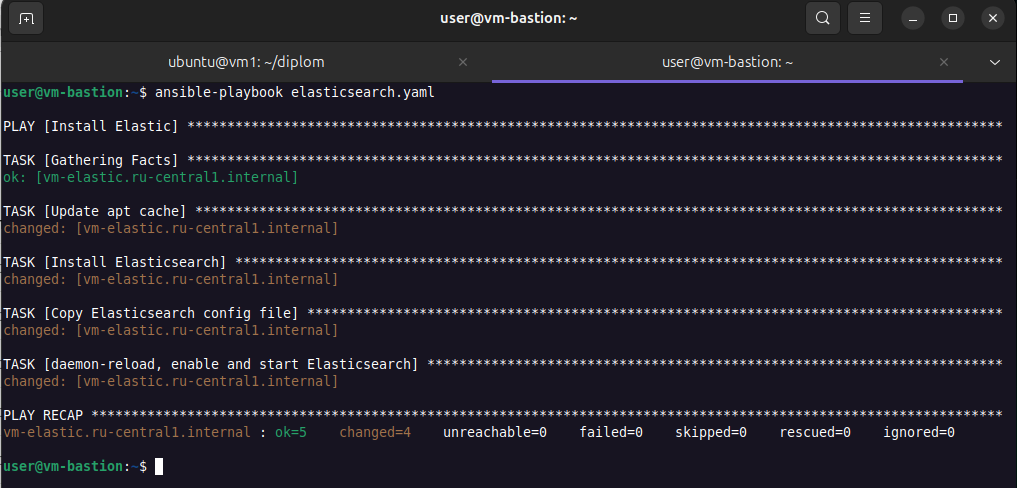 user@vm-bastion: ~
ubuntu@vm1: ~/diplom
user@vm-bastion: ~
user@vm-bastion:~$ ansible-playbook elasticsearch.yaml
PLAY [Install Elastic] ******************************************************************************************************
TASK [Gathering Facts] ******************************************************************************************************
ok: [vm-elastic.ru-central1.internal]
TASK [Update apt cache] *****************************************************************************************************
changed: [vm-elastic.ru-central1.internal]
TASK [Install Elasticsearch] ************************************************************************************************
changed: [vm-elastic.ru-central1.internal]
TASK [Copy Elasticsearch config file] ***************************************************************************************
changed: [vm-elastic.ru-central1.internal]
TASK [daemon-reload, enable and start Elasticsearch] ************************************************************************
changed: [vm-elastic.ru-central1.internal]
PLAY RECAP ******************************************************************************************************************
vm-elastic.ru-central1.internal : ok=5    changed=4    unreachable=0    failed=0    skipped=0    rescued=0    ignored=0
user@vm-bastion:~$